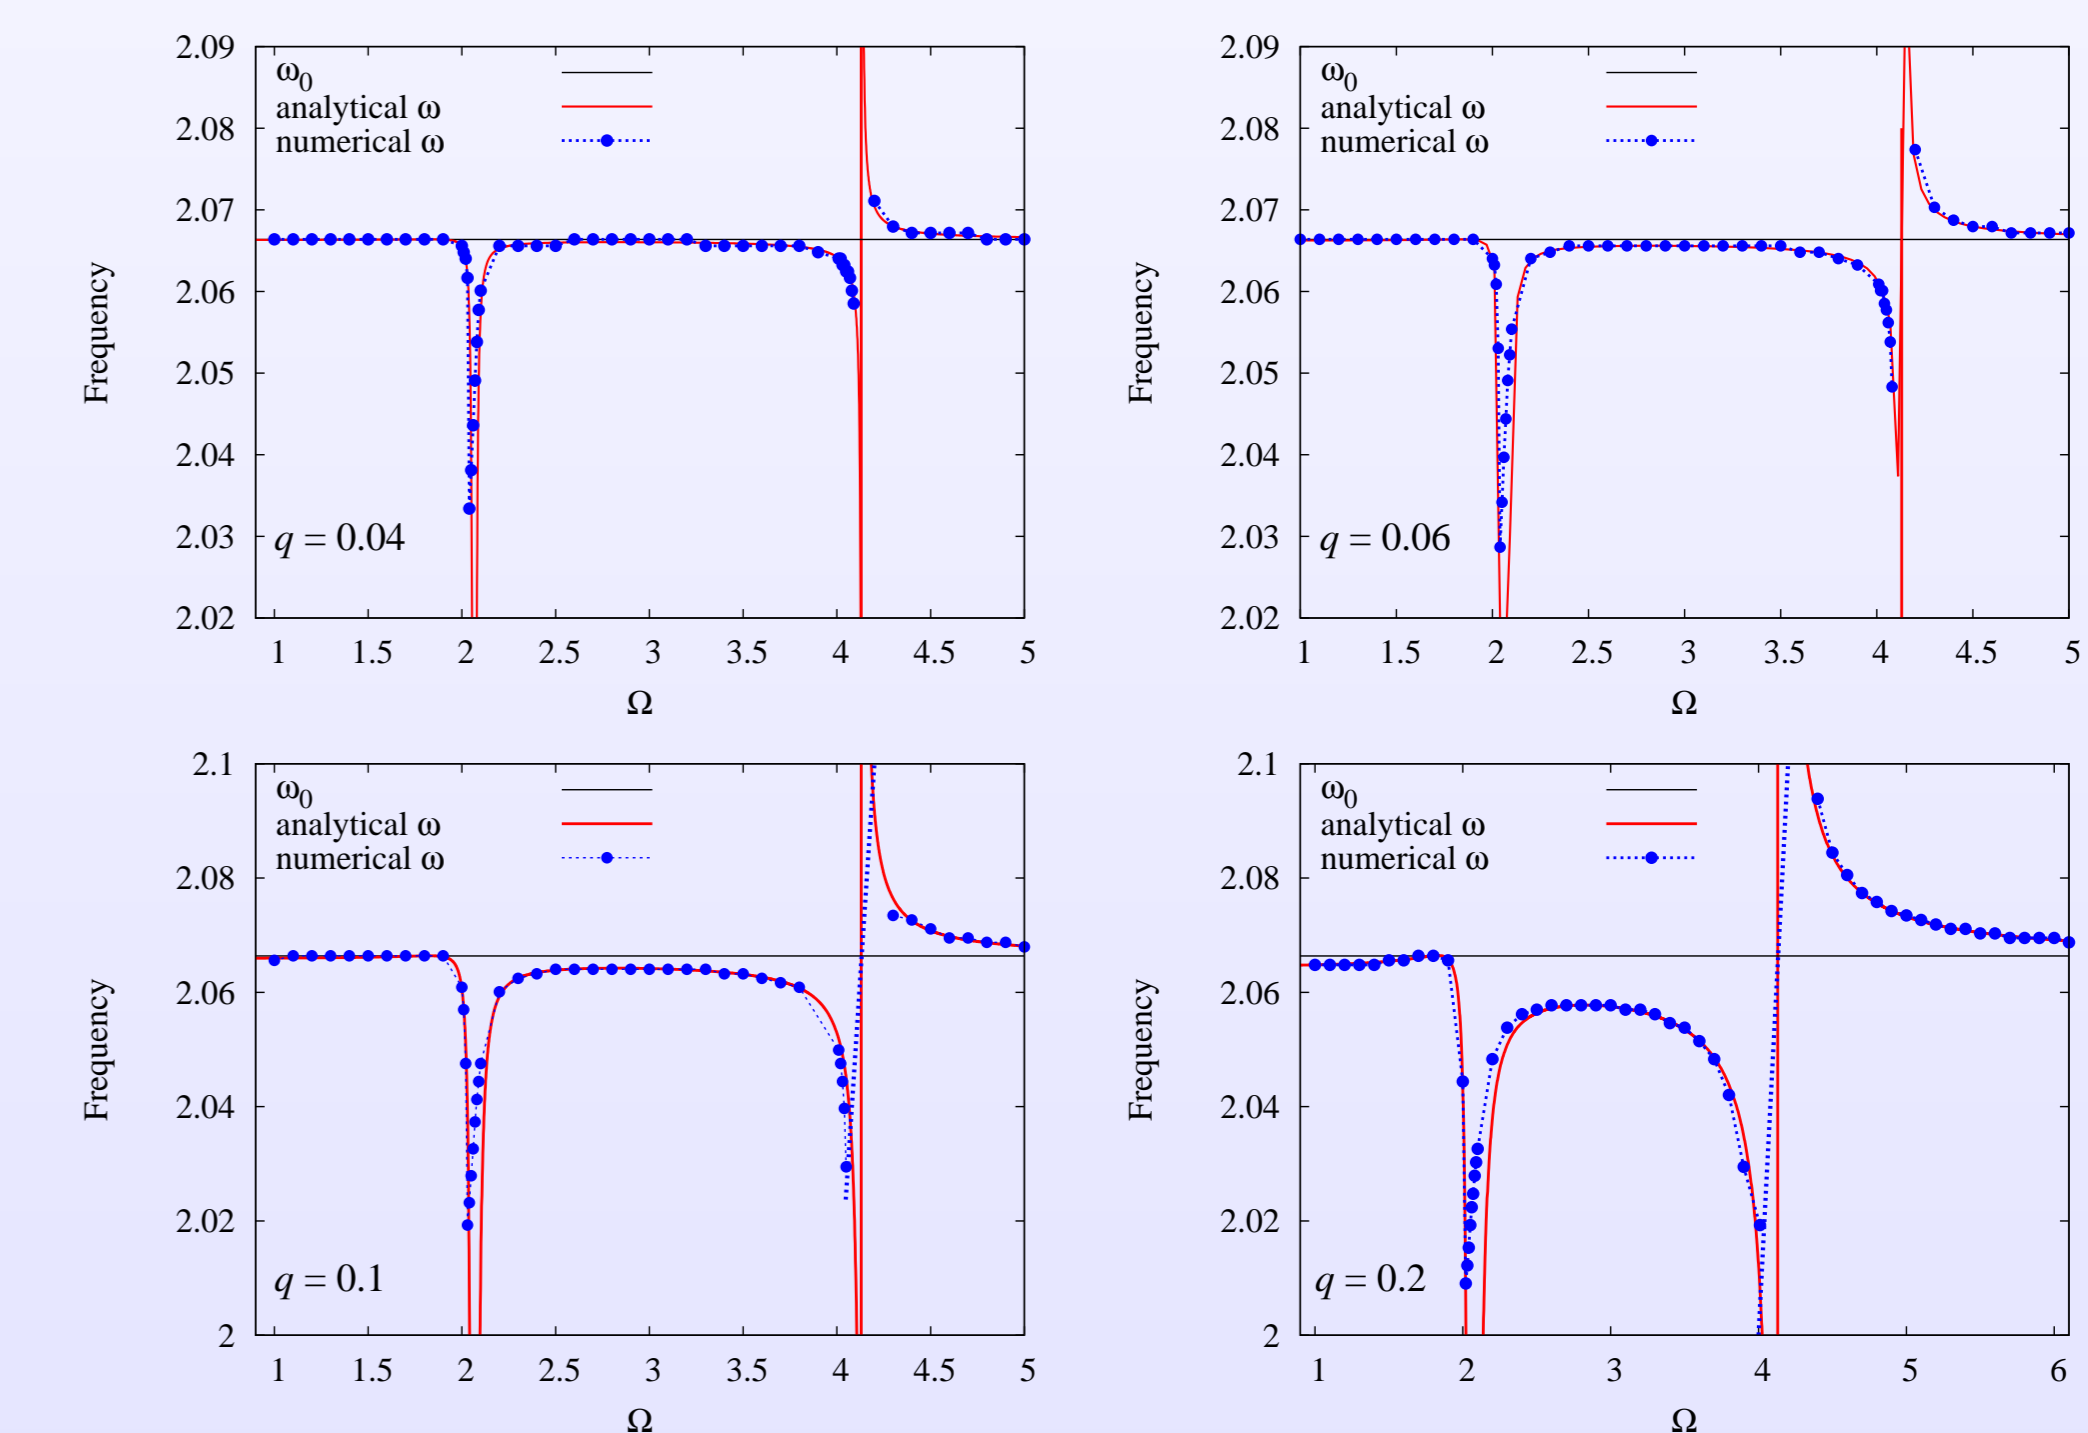 2.09
2.08
2.07
2.06
2.05
2.04
2.03
2.02
Frequency
ω0
analytical ω
numerical ω
q = 0.04
1 1.5 2 2.5 3 3.5 4 4.5 5
Ω
2.09
2.08
2.07
2.06
2.05
2.04
2.03
2.02
Frequency
ω0
analytical ω
numerical ω
q = 0.06
1 1.5 2 2.5 3 3.5 4 4.5 5
Ω
2.1
2.08
2.06
2.04
2.02
2
Frequency
ω0
analytical ω
numerical ω
q = 0.1
1 1.5 2 2.5 3 3.5 4 4.5 5
Ω
2.1
2.08
2.06
2.04
2.02
2
Frequency
ω0
analytical ω
numerical ω
q = 0.2
1 2 3 4 5 6
Ω